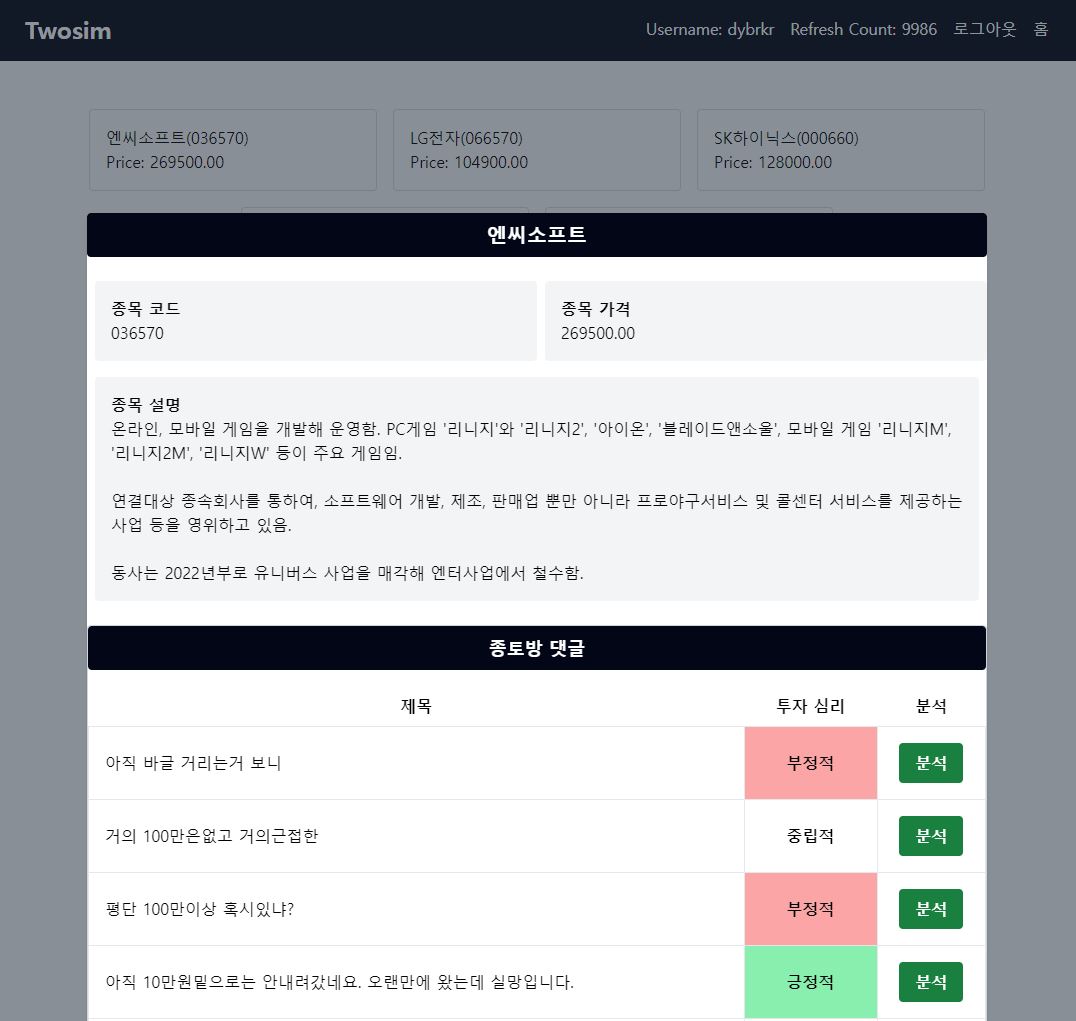 Twosim
Username: dybrkr Refresh Count: 9986 로그아웃 홈
엔씨소프트(036570)
Price: 269500.00
LG전자(066570)
Price: 104900.00
SK하이닉스(000660)
Price: 128000.00
엔씨소프트
종목 코드
036570
종목 가격
269500.00
종목 설명
온라인, 모바일 게임을 개발해 운영함. PC게임 '리니지'와 '리니지2', '아이온', '블레이드앤소울', 모바일 게임 '리니지M',
'리니지2M', '리니지W' 등이 주요 게임임.
연결대상 종속회사를 통하여, 소프트웨어 개발, 제조, 판매업 뿐만 아니라 프로야구서비스 및 콜센터 서비스를 제공하는
사업 등을 영위하고 있음.
동사는 2022년부로 유니버스 사업을 매각해 엔터사업에서 철수함.
종토방 댓글
제목 투자 심리 분석
아직 바글 거리는거 보니 부정적 분석
거의 100만은없고 거의근접한 중립적 분석
평단 100만이상 혹시있냐? 부정적 분석
아직 10만원밑으로는 안내려갔네요. 오랜만에 왔는데 실망입니다. 긍정적 분석